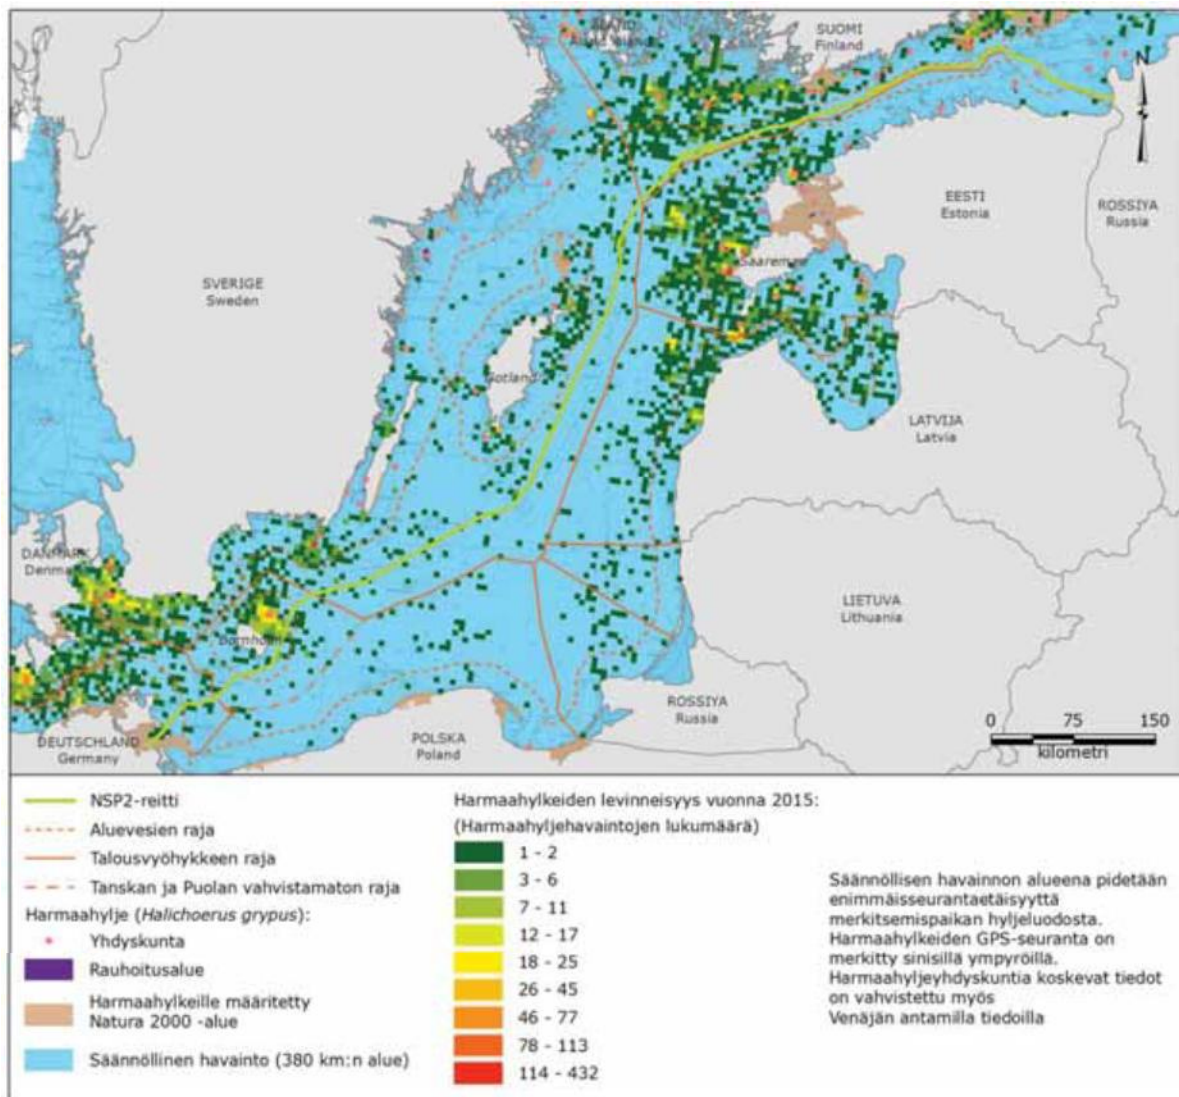 SUOMI
Finland
N
EESTI
Estonia
ROSSIYA
Russia
Saaremaa
SVERIGE
Sweden
Gotland
LATVIJA
Latvia
DANMARK
Denmark
LIETUVA
Lithuania
Bornholm
ROSSIYA
Russia
DEUTSCHLAND
Germany
POLSKA
Poland
0 75 150
kilometri
NSP2-reitti
Aluevesien raja
Talousvyöhykkeen raja
Tanskan ja Puolan vahvistamaton raja
Harmaahylje (Halichoerus grypus):
Yhdyskunta
Rauhoitusalue
Harmaahylkeille määritetty
Natura 2000 -alue
Säännöllinen havainto (380 km:n alue)
Harmaahylkeiden levinneisyys vuonna 2015:
(Harmaahyljehavaintojen lukumäärä)
1 - 2
3 - 6
7 - 11
12 - 17
18 - 25
26 - 45
46 - 77
78 - 113
114 - 432
Säännöllisen havainnon alueena pidetään
enimmäisseurantaetäisyyttä
merkitsemispaikan hyljeluodosta.
Harmaahylkeiden GPS-seuranta on
merkitty sinisillä ympyröillä.
Harmaahyljeyhdyskuntia koskevat tiedot
on vahvistettu myös
Venäjän antamilla tiedoilla